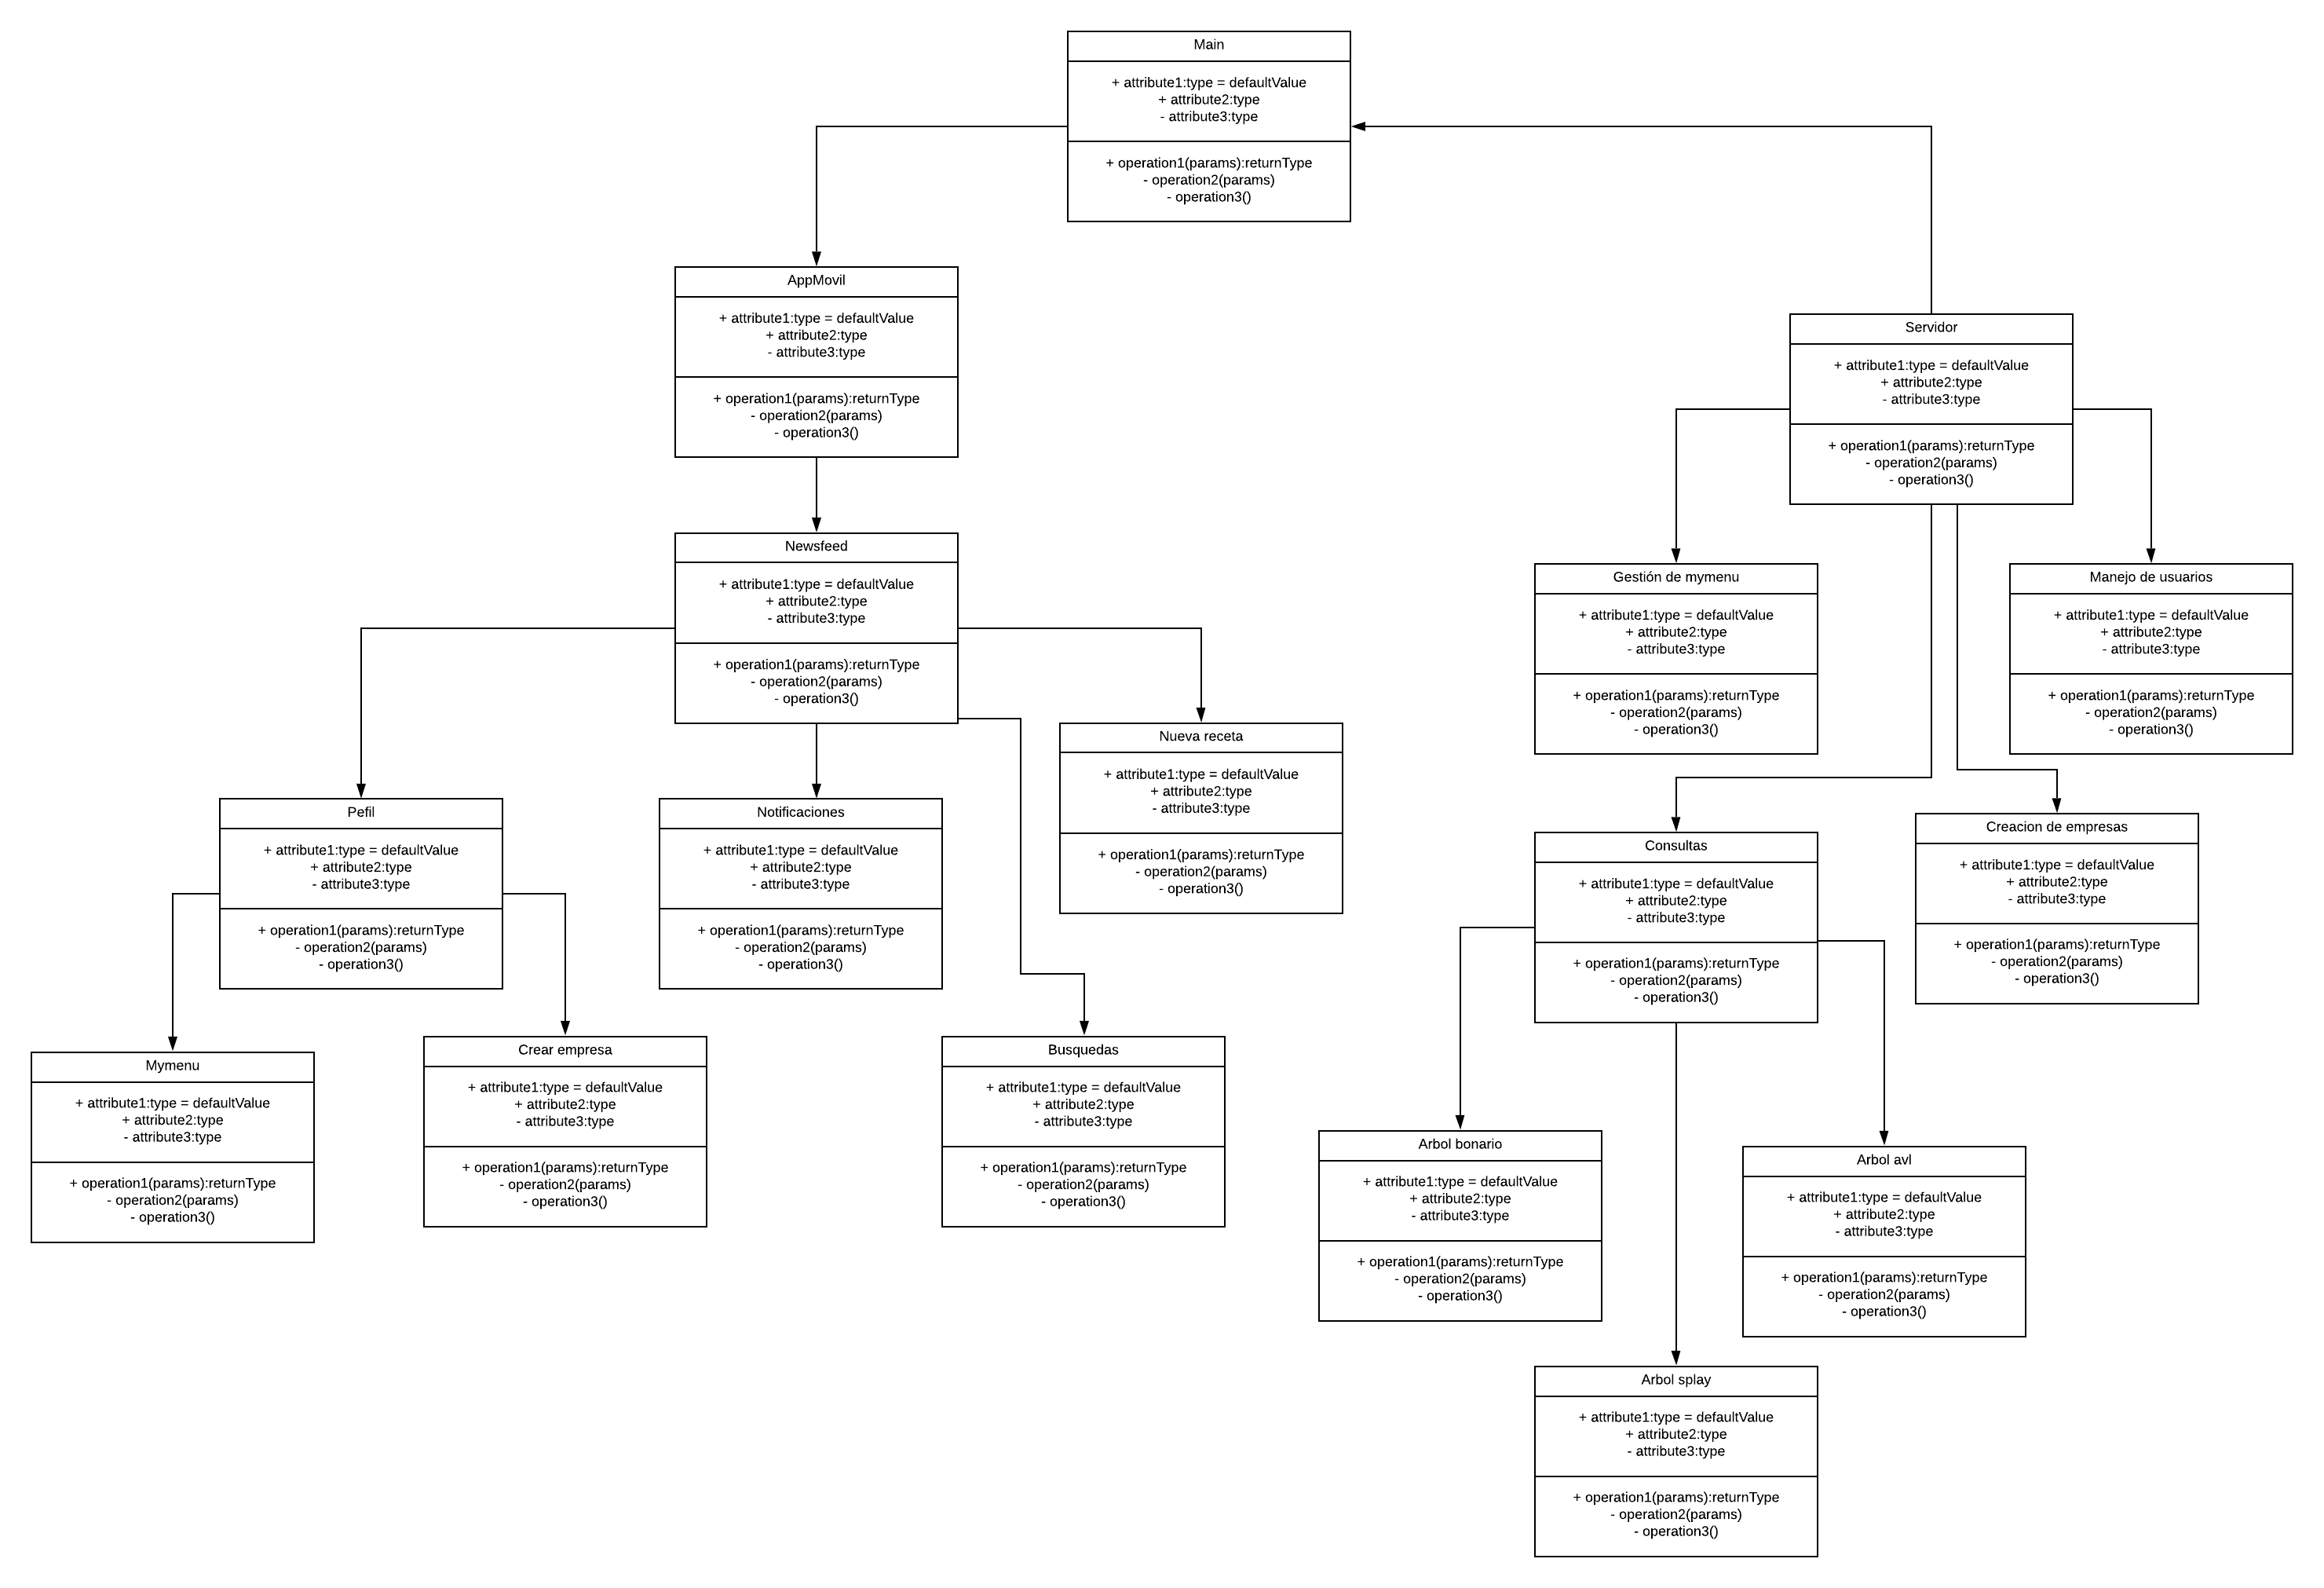 Main
+ attribute1:type = defaultValue
+ attribute2:type
- attribute3:type
+ operation1(params):returnType
- operation2(params)
- operation3()
AppMovil
+ attribute1:type = defaultValue
+ attribute2:type
- attribute3:type
+ operation1(params):returnType
- operation2(params)
- operation3()
Servidor
+ attribute1:type = defaultValue
+ attribute2:type
- attribute3:type
+ operation1(params):returnType
- operation2(params)
- operation3()
Newsfeed
+ attribute1:type = defaultValue
+ attribute2:type
- attribute3:type
+ operation1(params):returnType
- operation2(params)
- operation3()
Gestión de mymenu
+ attribute1:type = defaultValue
+ attribute2:type
- attribute3:type
+ operation1(params):returnType
- operation2(params)
- operation3()
Manejo de usuarios
+ attribute1:type = defaultValue
+ attribute2:type
- attribute3:type
+ operation1(params):returnType
- operation2(params)
- operation3()
Nueva receta
+ attribute1:type = defaultValue
+ attribute2:type
- attribute3:type
+ operation1(params):returnType
- operation2(params)
- operation3()
Pefil
+ attribute1:type = defaultValue
+ attribute2:type
- attribute3:type
+ operation1(params):returnType
- operation2(params)
- operation3()
Notificaciones
+ attribute1:type = defaultValue
+ attribute2:type
- attribute3:type
+ operation1(params):returnType
- operation2(params)
- operation3()
Consultas
+ attribute1:type = defaultValue
+ attribute2:type
- attribute3:type
+ operation1(params):returnType
- operation2(params)
- operation3()
Creacion de empresas
+ attribute1:type = defaultValue
+ attribute2:type
- attribute3:type
+ operation1(params):returnType
- operation2(params)
- operation3()
Mymenu
+ attribute1:type = defaultValue
+ attribute2:type
- attribute3:type
+ operation1(params):returnType
- operation2(params)
- operation3()
Crear empresa
+ attribute1:type = defaultValue
+ attribute2:type
- attribute3:type
+ operation1(params):returnType
- operation2(params)
- operation3()
Busquedas
+ attribute1:type = defaultValue
+ attribute2:type
- attribute3:type
+ operation1(params):returnType
- operation2(params)
- operation3()
Arbol bonario
+ attribute1:type = defaultValue
+ attribute2:type
- attribute3:type
+ operation1(params):returnType
- operation2(params)
- operation3()
Arbol avl
+ attribute1:type = defaultValue
+ attribute2:type
- attribute3:type
+ operation1(params):returnType
- operation2(params)
- operation3()
Arbol splay
+ attribute1:type = defaultValue
+ attribute2:type
- attribute3:type
+ operation1(params):returnType
- operation2(params)
- operation3()